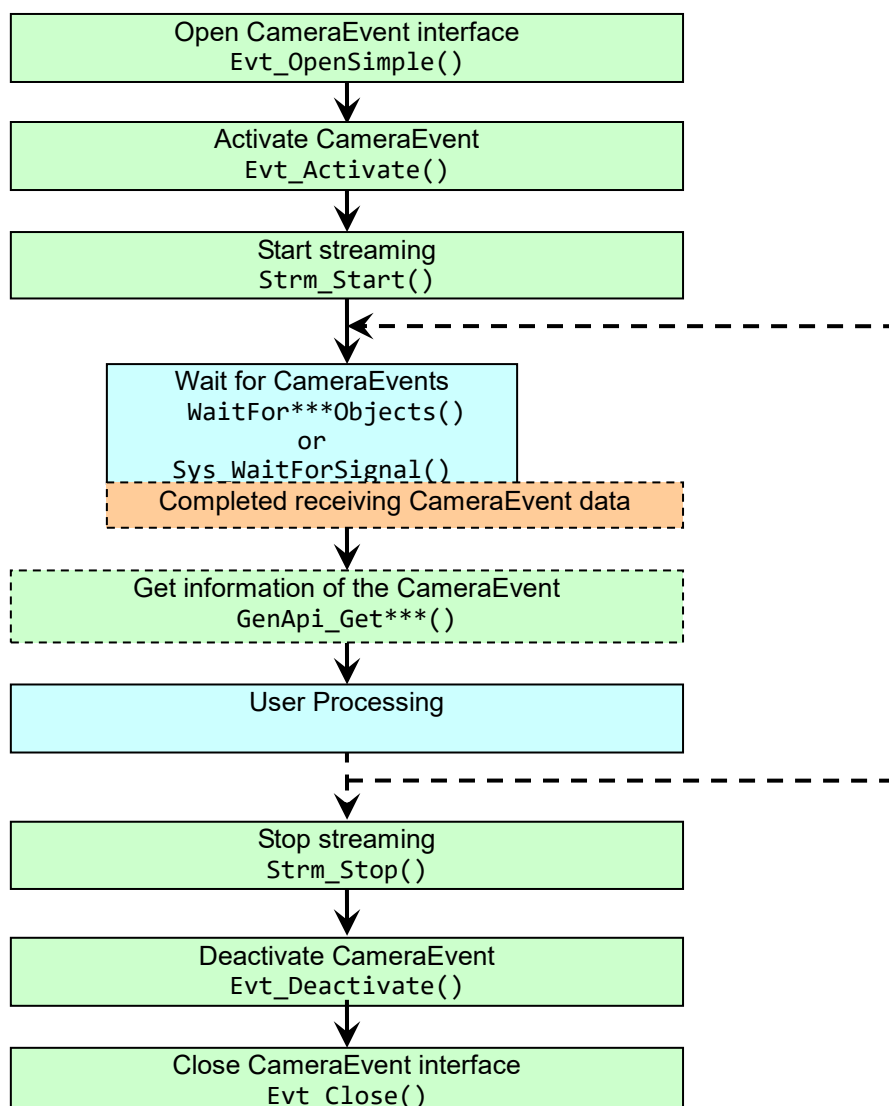 Open CameraEvent interface
Evt_OpenSimple()
Activate CameraEvent
Evt_Activate()
Start streaming
Strm_Start()
Wait for CameraEvents
WaitFor***Objects()
or
Sys_WaitForSignal()
Completed receiving CameraEvent data
Get information of the CameraEvent
GenApi_Get***()
User Processing
Stop streaming
Strm_Stop()
Deactivate CameraEvent
Evt_Deactivate()
Close CameraEvent interface
Evt_Close()